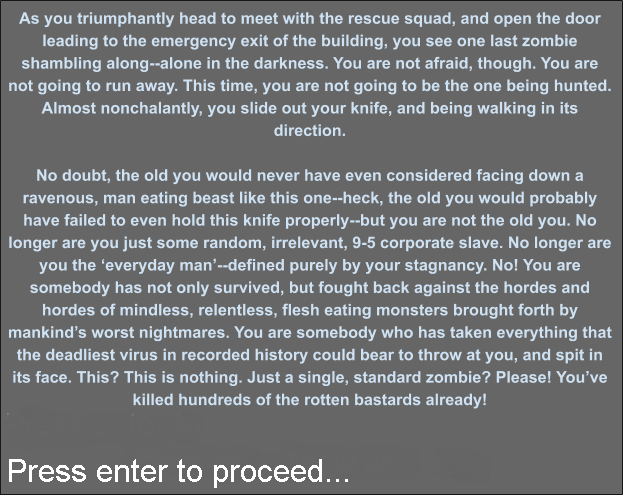 As you triumphantly head to meet with the rescue squad, and open the door
leading to the emergency exit of the building, you see one last zombie
shambling along--alone in the darkness. You are not afraid, though. You are
not going to run away. This time, you are not going to be the one being hunted.
Almost nonchalantly, you slide out your knife, and being walking in its
direction.
No doubt, the old you would never have even considered facing down a
ravenous, man eating beast like this one--heck, the old you would probably
have failed to even hold this knife properly--but you are not the old you. No
longer are you just some random, irrelevant, 9-5 corporate slave. No longer are
you the ‘everyday man’--defined purely by your stagnancy. No! You are
somebody has not only survived, but fought back against the hordes and
hordes of mindless, relentless, flesh eating monsters brought forth by
mankind’s worst nightmares. You are somebody who has taken everything that
the deadliest virus in recorded history could bear to throw at you, and spit in
its face. This? This is nothing. Just a single, standard zombie? Please! You’ve
killed hundreds of the rotten bastards already!
Press enter to proceed...